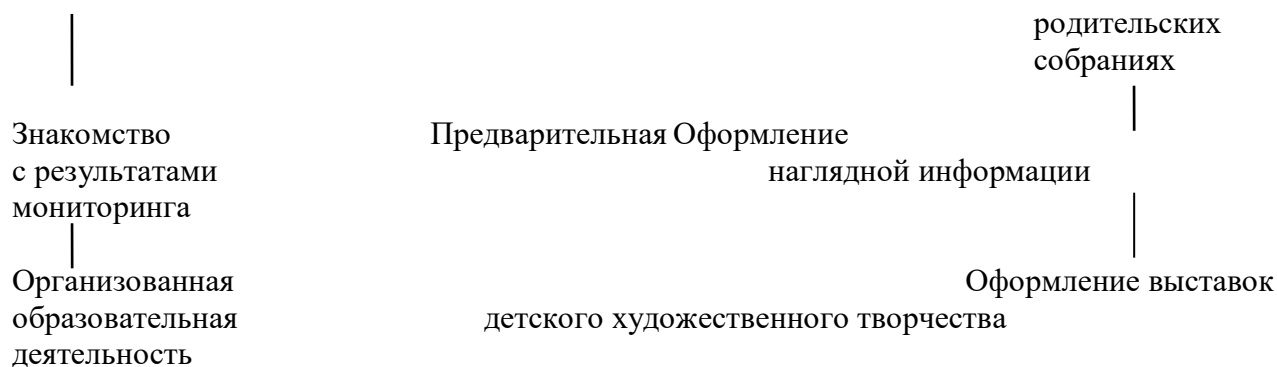 родительских
собраниях
Знакомство Предварительная Оформление
с результатами наглядной информации
мониторинга
Организованная Оформление выставок
образовательная детского художественного творчества
деятельность